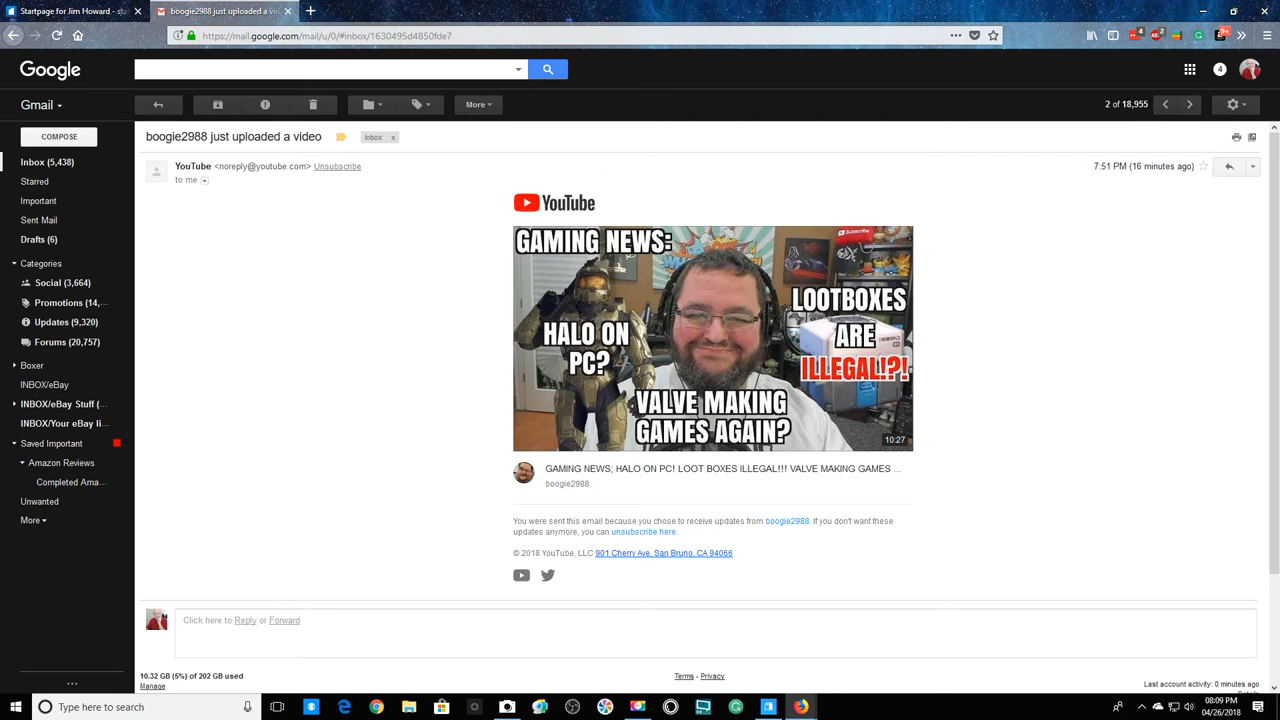 Startpage for Jim Howard - sta
boogie2988 just uploaded a vi
https://mail.google.com/mail/u/0/#inbox/1630495d4850fde7
4
2
9+
Google
4
Gmail
More
2 of 18,955
COMPOSE
boogie2988 just uploaded a video
Inbox x
Inbox (5,438)
YouTube <noreply@youtube.com> Unsubscribe
7:51 PM (16 minutes ago)
to me
Starred
Important
Sent Mail
Drafts (6)
Categories
Social (3,664)
Promotions (14,...
Updates (9,320)
Forums (20,757)
Boxer
INBOX/eBay
INBOX/eBay Stuff (...
INBOX/Your eBay li...
Saved Important
Amazon Reviews
Completed Ama...
Unwanted
More
YouTube
GAMING NEWS:
Subscribe
HALO ON
PC?
LOOTBOXES
ARE
ILLEGAL!?!
VALVE MAKING
GAMES AGAIN?
10:27
GAMING NEWS; HALO ON PC! LOOT BOXES ILLEGAL!!! VALVE MAKING GAMES ...
boogie2988
You were sent this email because you chose to receive updates from boogie2988. If you don't want these
updates anymore, you can unsubscribe here.
© 2018 YouTube, LLC 901 Cherry Ave, San Bruno, CA 94066
Click here to Reply or Forward
10.32 GB (5%) of 202 GB used
Manage
Terms - Privacy
Last account activity: 0 minutes ago
Details
Type here to search
08:09 PM
04/26/2018